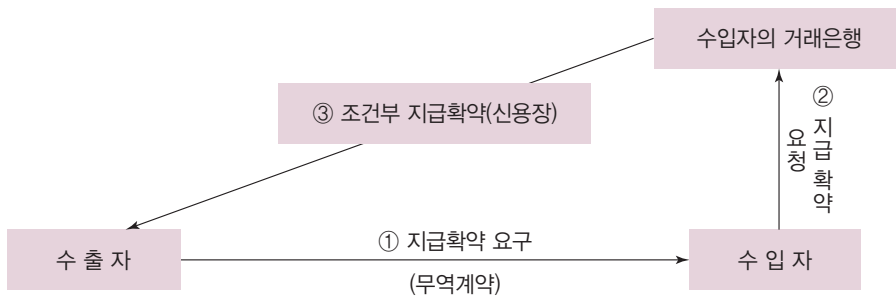 수입자의 거래은행
③ 조건부 지급확약(신용장)
② 지급 확약
요청
수 출 자
① 지급확약 요구
(무역계약)
수 입 자